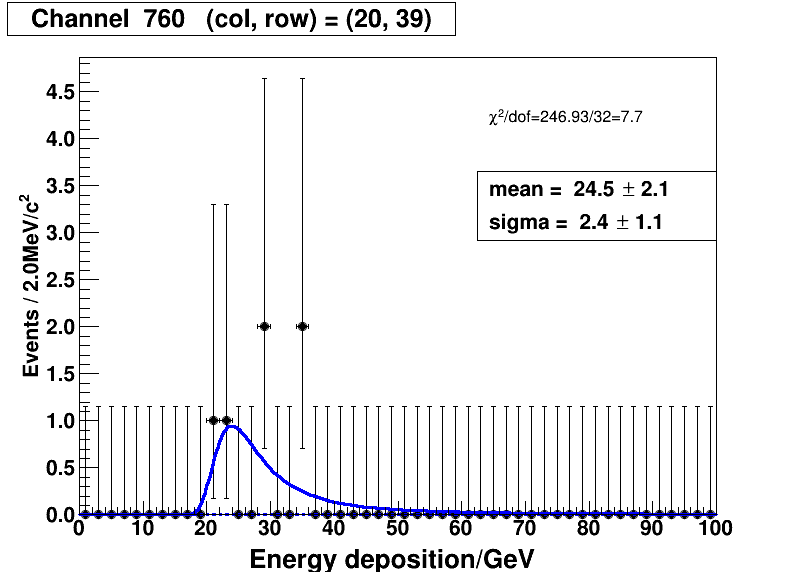 Channel 760 (col, row) = (20, 39)
χ²/dof=246.93/32=7.7
mean = 24.5 ± 2.1
sigma = 2.4 ± 1.1
Events / 2.0MeV/c²
4.5
4.0
3.5
3.0
2.5
2.0
1.5
1.0
0.5
0.0
0 10 20 30 40 50 60 70 80 90 100
Energy deposition/GeV